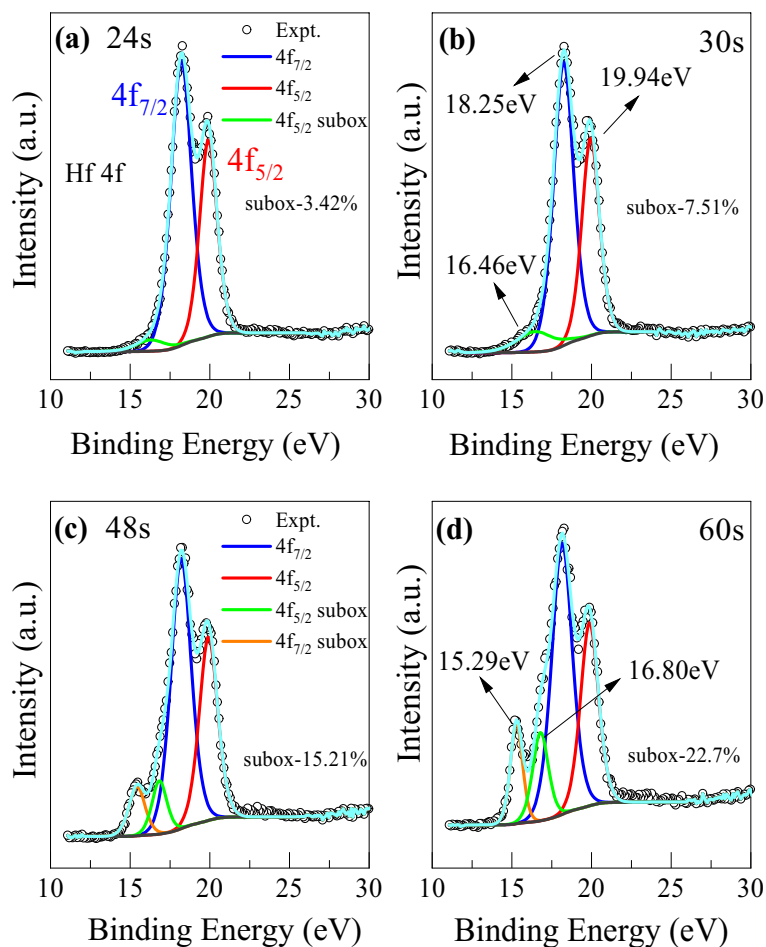 (a) 24s
Expt.
4f7/2
4f5/2
4f5/2 subox
4f7/2
4f5/2
Hf 4f
subox-3.42%
Intensity (a.u.)
10 15 20 25 30
Binding Energy (eV)
(b) 30s
18.25eV
19.94eV
subox-7.51%
16.46eV
Intensity (a.u.)
10 15 20 25 30
Binding Energy (eV)
(c) 48s
Expt.
4f7/2
4f5/2
4f5/2 subox
4f7/2 subox
subox-15.21%
Intensity (a.u.)
10 15 20 25 30
Binding Energy (eV)
(d) 60s
15.29eV
16.80eV
subox-22.7%
Intensity (a.u.)
10 15 20 25 30
Binding Energy (eV)